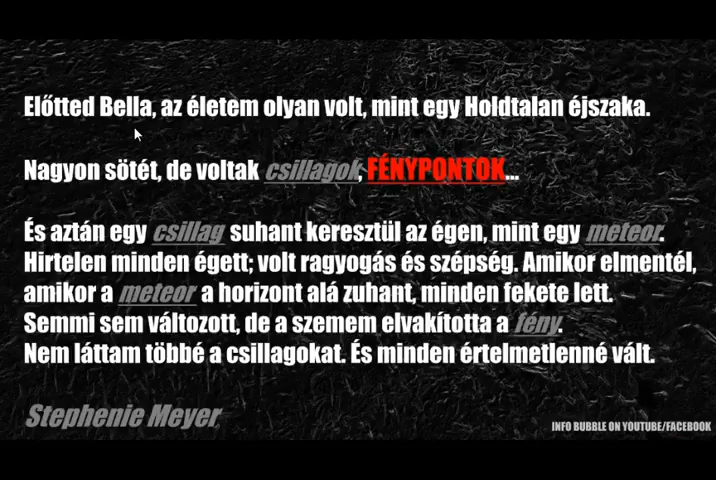 Előtted Bella, az életem olyan volt, mint egy Holdtalan éjszaka.
Nagyon sötét, de voltak csillagok, FÉNYPONTOK...
És aztán egy csillag suhant keresztül az égen, mint egy meteor.
Hirtelen minden égett; volt ragyogás és szépség. Amikor elmentél,
amikor a meteor a horizont alá zuhant, minden fekete lett.
Semmi sem változott, de a szemem elvakította a fény.
Nem láttam többé a csillagokat. És minden értelmetlenné vált.
Stephenie Meyer
INFO BUBBLE ON YOUTUBE/FACEBOOK